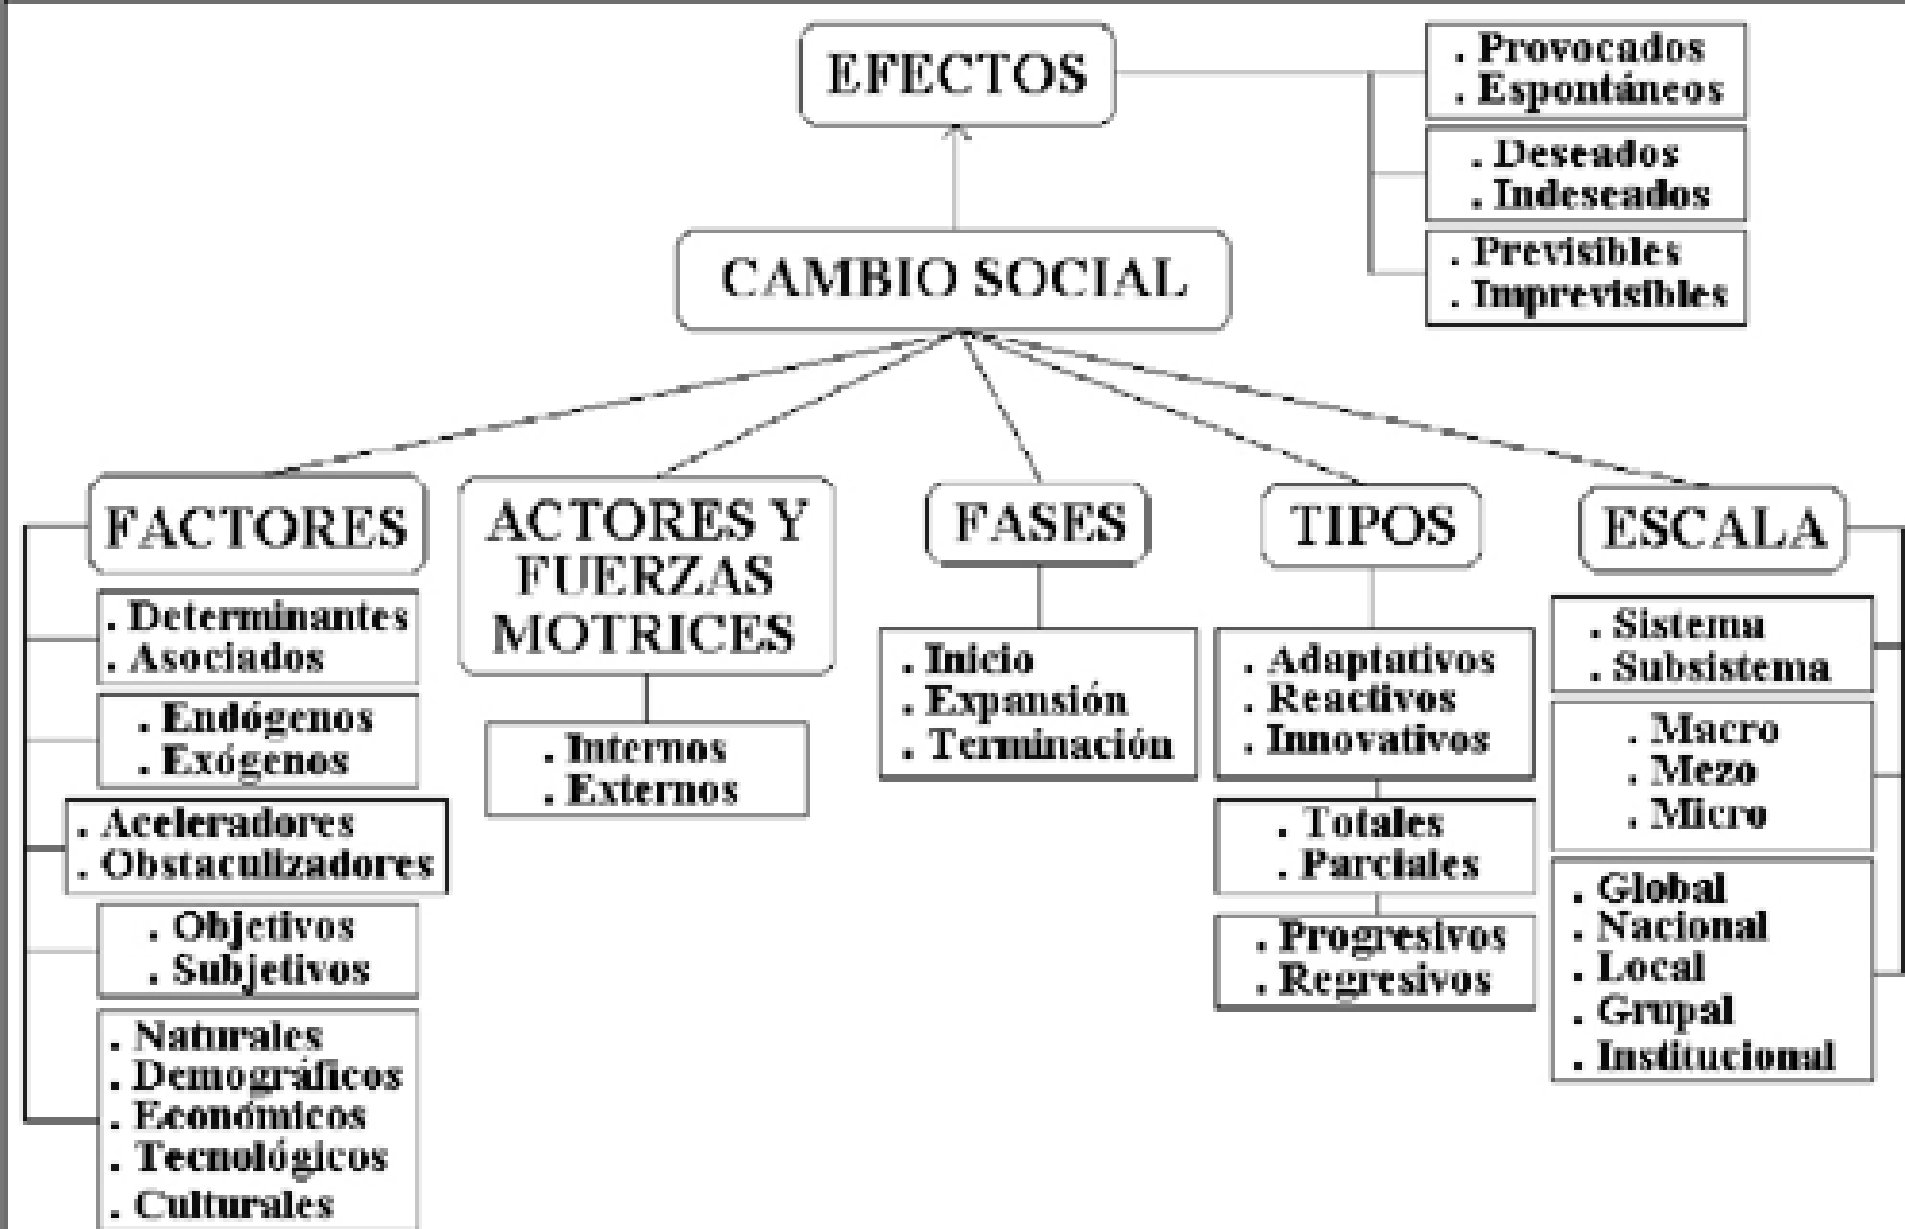 EFECTOS
. Provocados
. Espontáneos
. Deseados
. Indeseados
. Previsibles
. Imprevisibles
CAMBIO SOCIAL
FACTORES
. Determinantes
. Asociados
. Endógenos
. Exógenos
. Aceleradores
. Obstaculizadores
. Objetivos
. Subjetivos
. Naturales
. Demográficos
. Económicos
. Tecnológicos
. Culturales
ACTORES Y
FUERZAS
MOTRICES
. Internos
. Externos
FASES
. Inicio
. Expansión
. Terminación
TIPOS
. Adaptativos
. Reactivos
. Innovativos
. Totales
. Parciales
. Progresivos
. Regresivos
ESCALA
. Sistema
. Subsistema
. Macro
. Mezo
. Micro
. Global
. Nacional
. Local
. Grupal
. Institucional